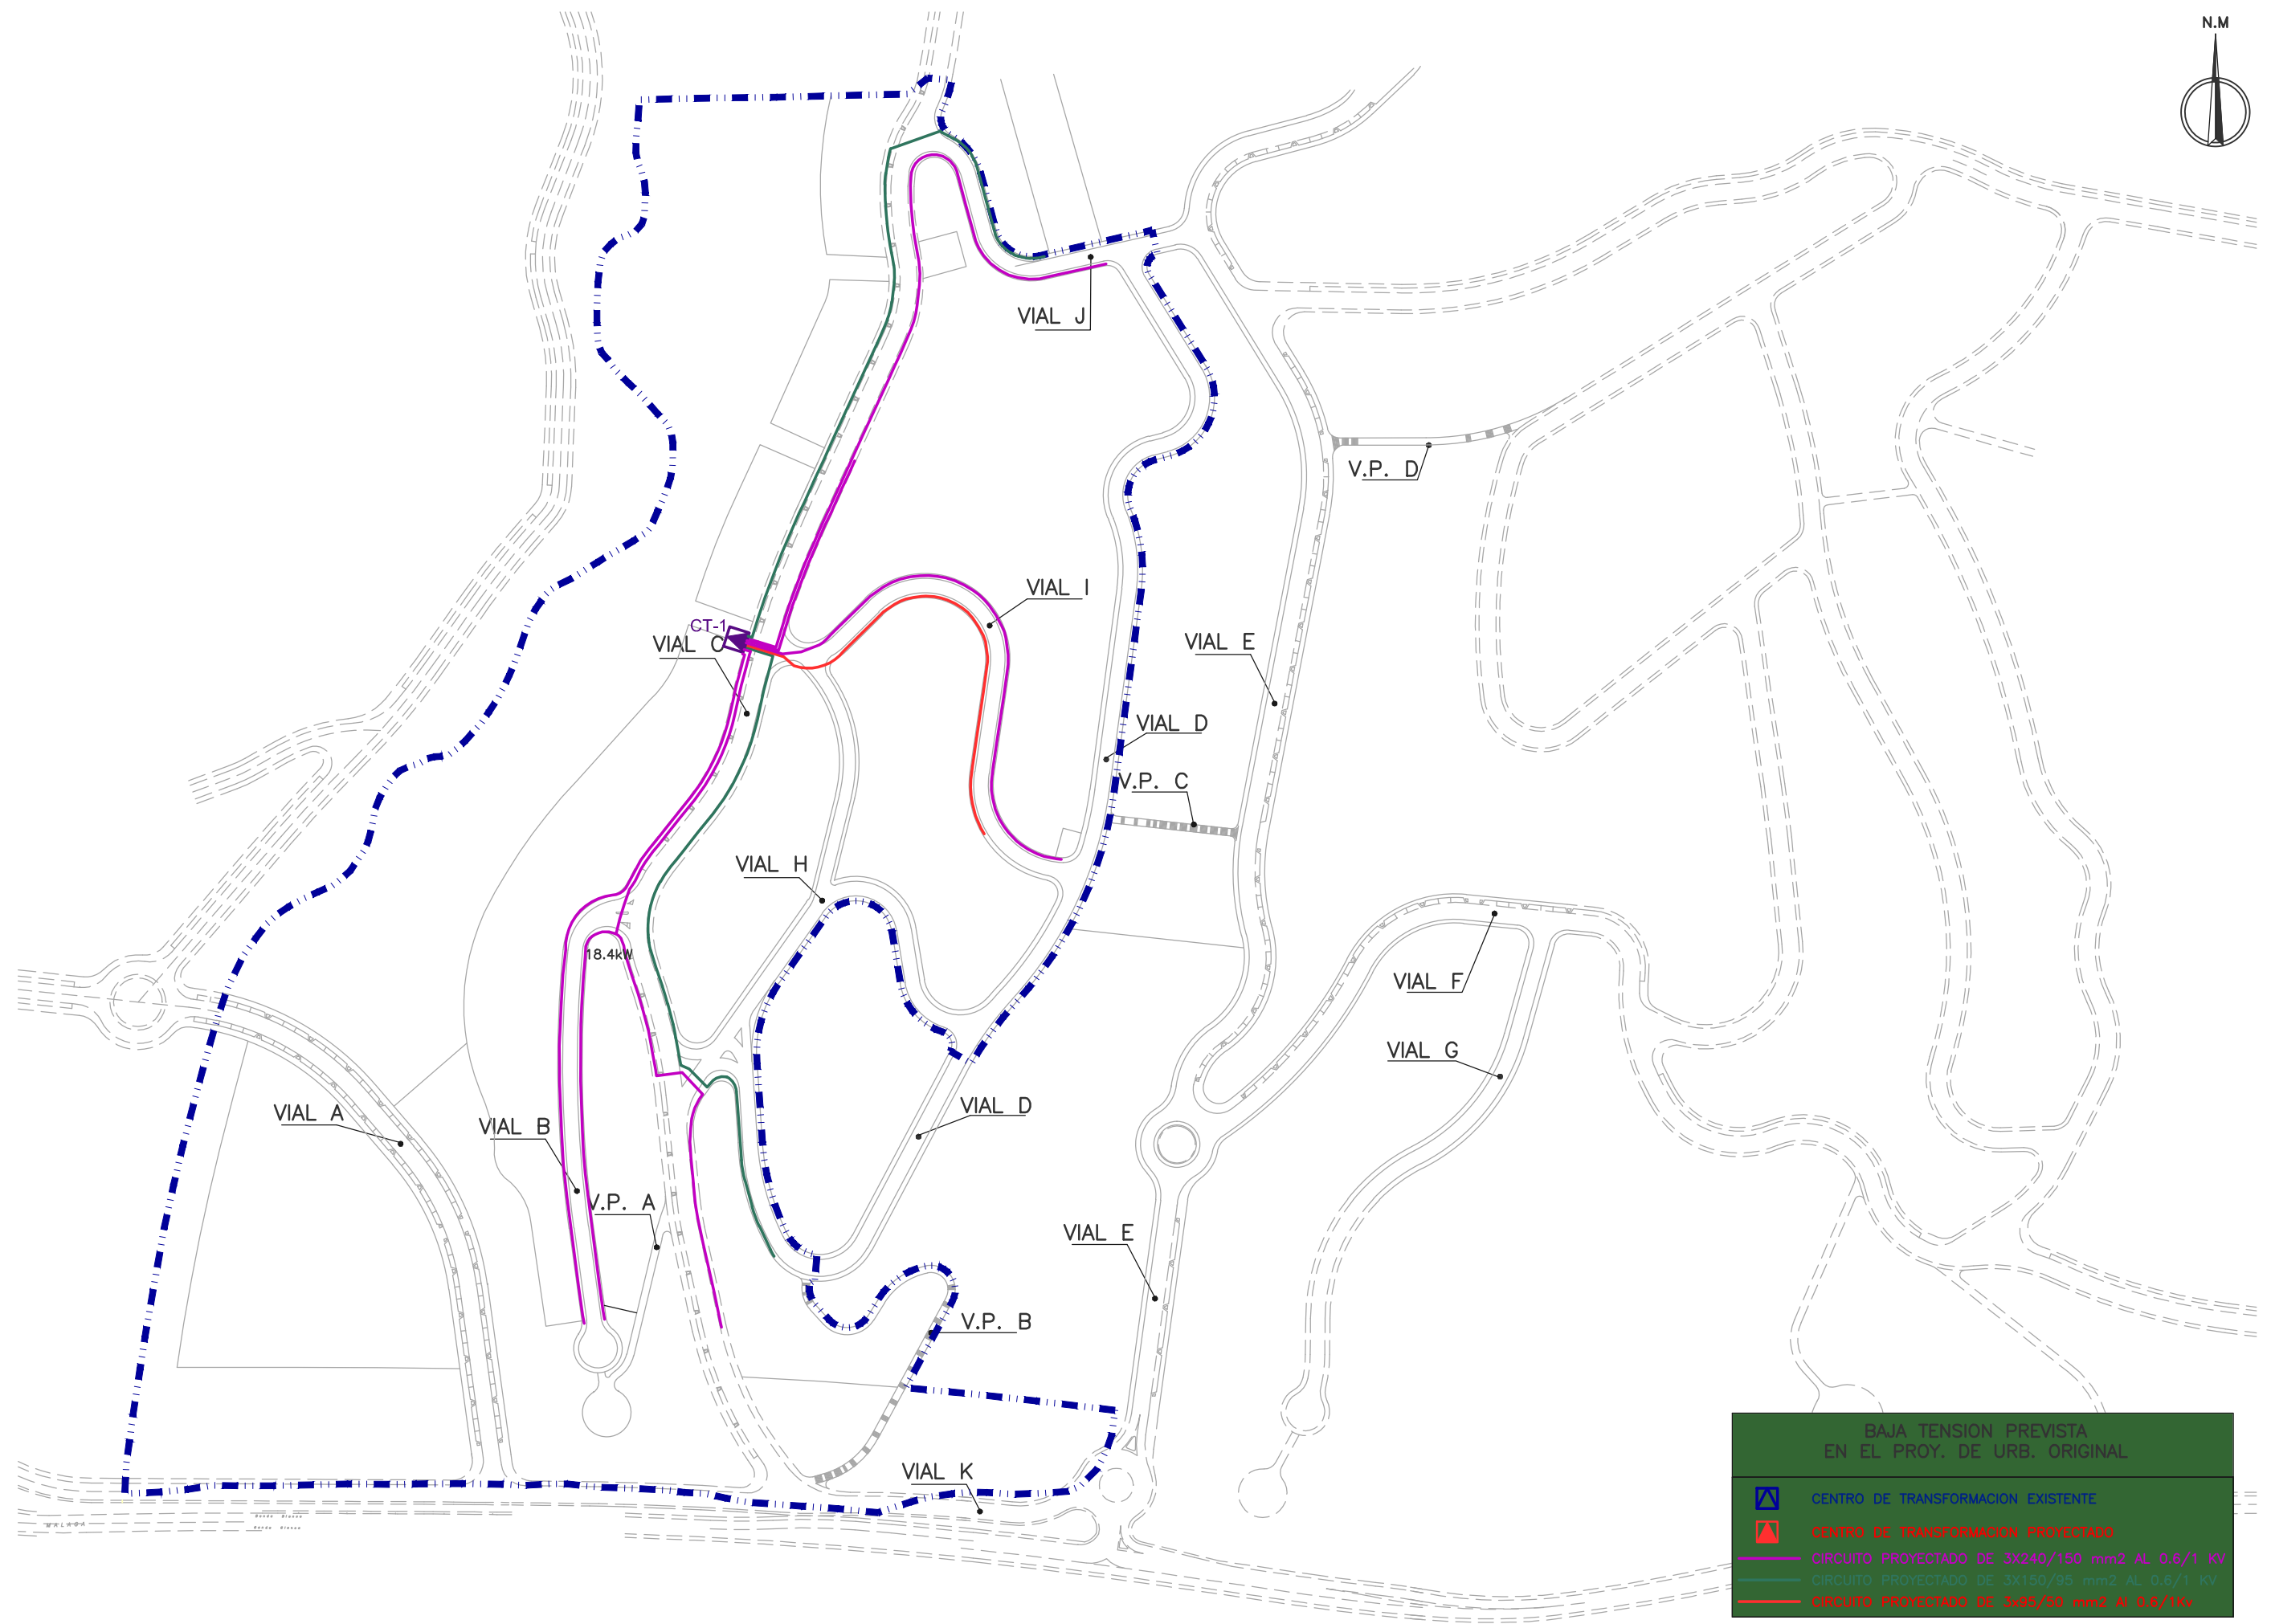 N.M
VIAL J
V.P. D
VIAL I
CT-1
VIAL C
VIAL E
VIAL D
V.P. C
VIAL H
18.4kW
VIAL F
VIAL G
VIAL A
VIAL B
VIAL D
V.P. A
VIAL E
V.P. B
VIAL K
MALAGA
BAJA TENSION PREVISTA
EN EL PROY. DE URB. ORIGINAL
CENTRO DE TRANSFORMACION EXISTENTE
CENTRO DE TRANSFORMACION PROYECTADO
CIRCUITO PROYECTADO DE 3X240/150 mm2 AL 0.6/1 KV
CIRCUITO PROYECTADO DE 3X150/95 mm2 AL 0.6/1 KV
CIRCUITO PROYECTADO DE 3x95/50 mm2 Al 0.6/1Kv